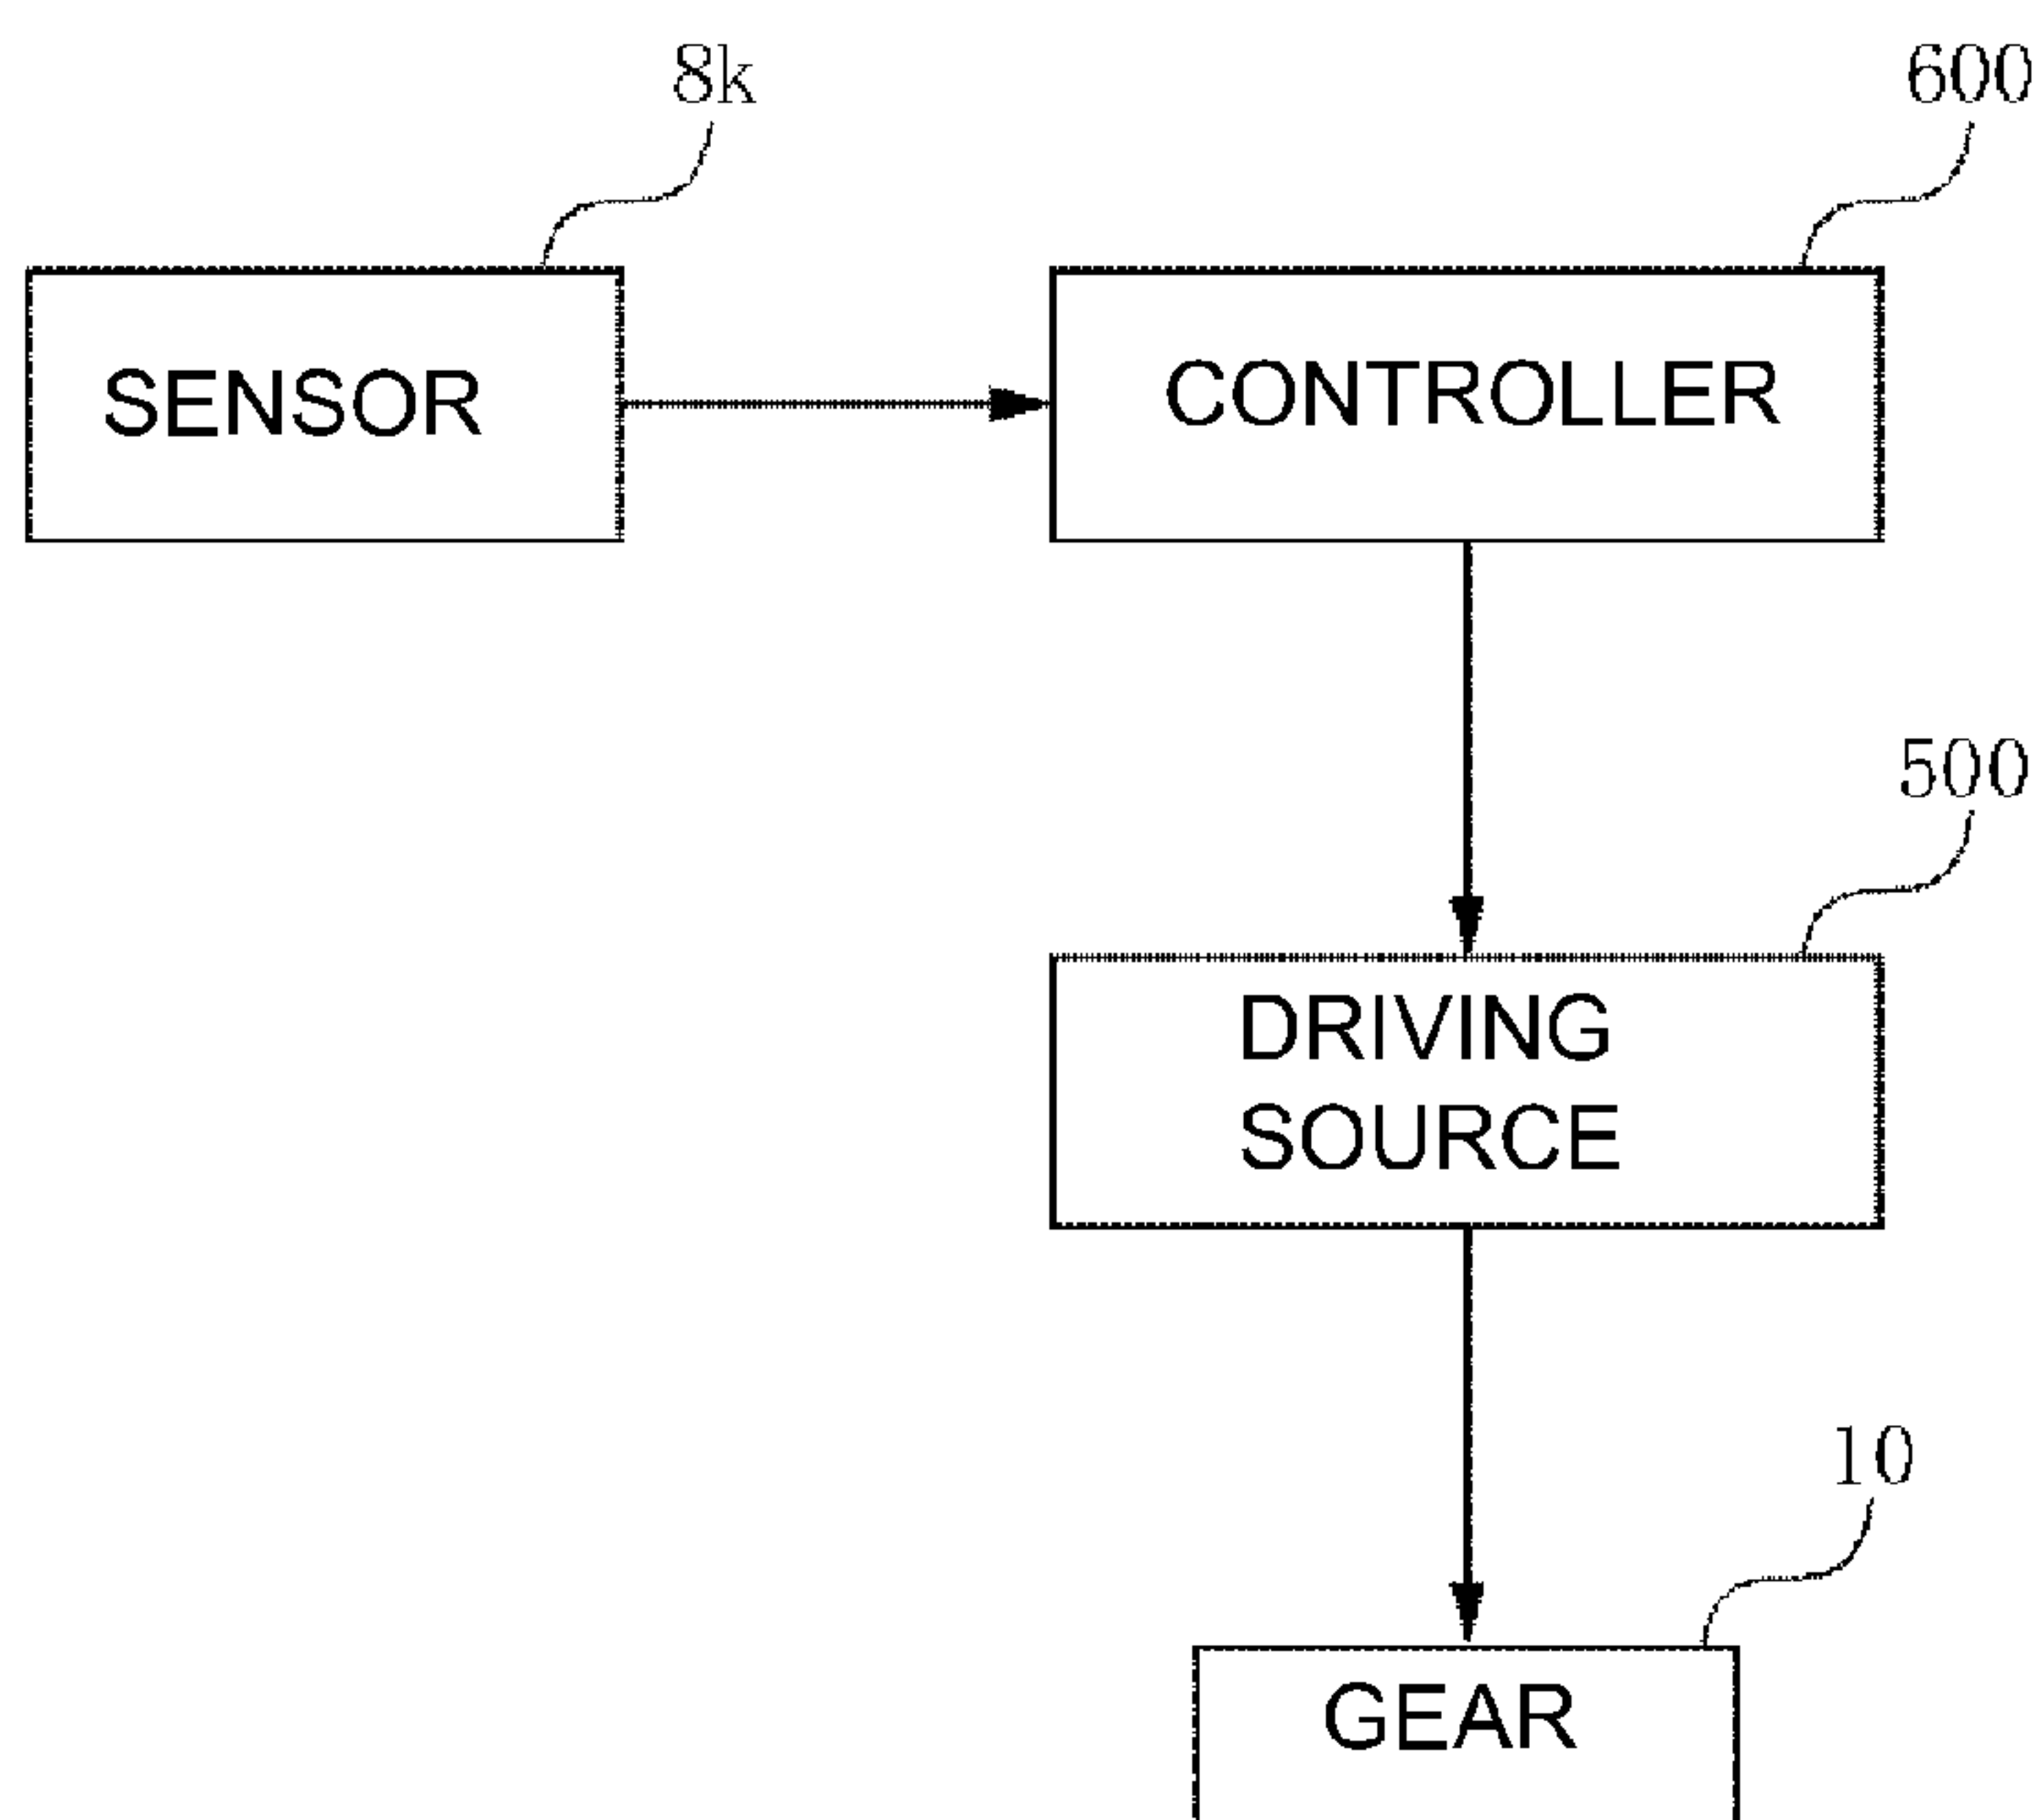 8k
600
SENSOR
CONTROLLER
500
DRIVING
SOURCE
10
GEAR